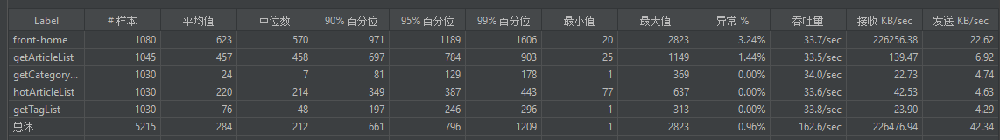 Label # 样本 平均值 中位数 90% 百分位 95% 百分位 99% 百分位 最小值 最大值 异常 % 吞吐量 接收 KB/sec 发送 KB/sec
front-home 1080 623 570 971 1189 1606 20 2823 3.24% 33.7/sec 226256.38 22.62
getArticleList 1045 457 458 697 784 903 25 1149 1.44% 33.5/sec 139.47 6.92
getCategory... 1030 24 7 81 129 178 1 369 0.00% 34.0/sec 22.73 4.74
hotArticleList 1030 220 214 349 387 443 77 637 0.00% 33.6/sec 42.53 4.63
getTagList 1030 76 48 197 246 296 1 313 0.00% 33.8/sec 23.90 4.29
总体 5215 284 212 661 796 1209 1 2823 0.96% 162.6/sec 226476.94 42.34